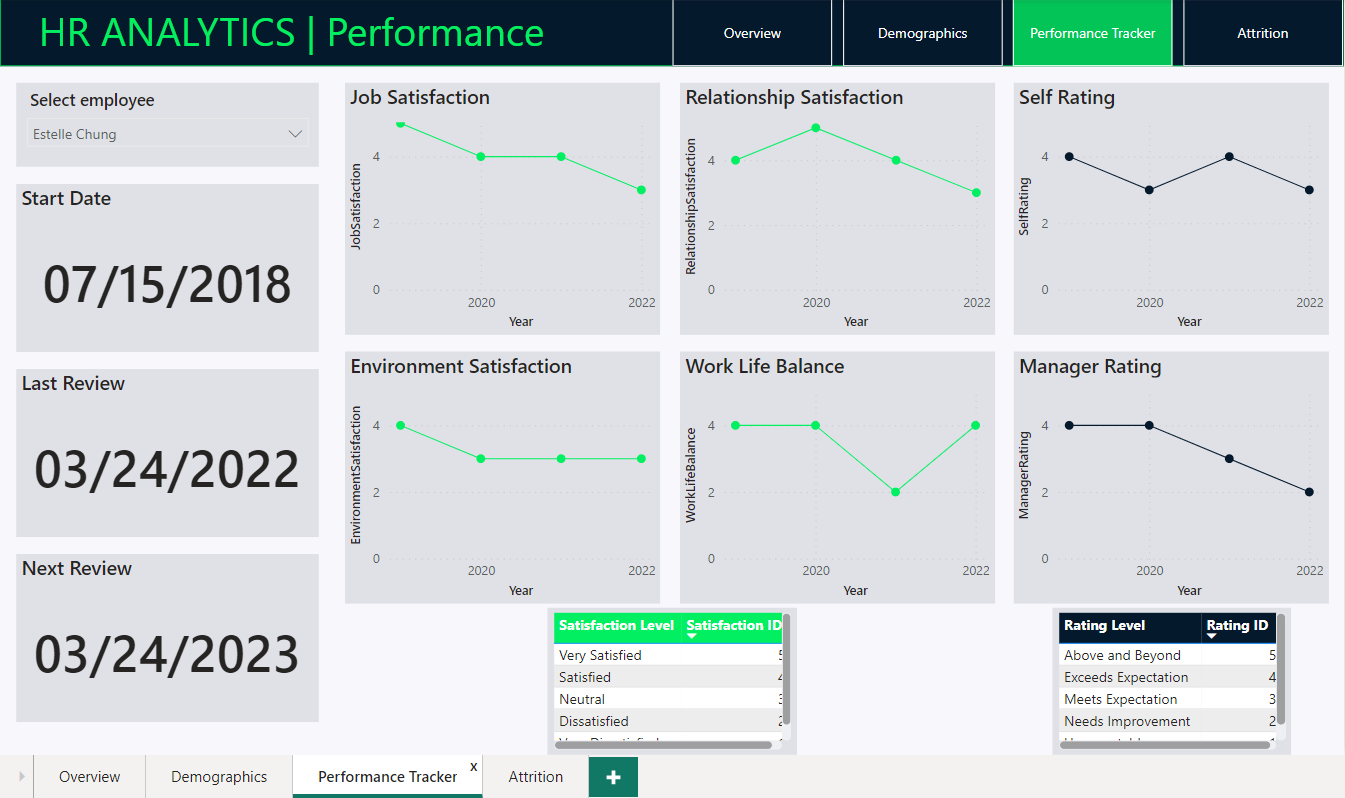 HR ANALYTICS | Performance
Overview
Demographics
Performance Tracker
Attrition
Select employee
Estelle Chung
Start Date
07/15/2018
Last Review
03/24/2022
Next Review
03/24/2023
Job Satisfaction
JobSatisfaction
4
2
0
2020 2022
Year
Relationship Satisfaction
RelationshipSatisfaction
4
2
0
2020 2022
Year
Self Rating
SelfRating
4
2
0
2020 2022
Year
Environment Satisfaction
EnvironmentSatisfaction
4
2
0
2020 2022
Year
Work Life Balance
WorkLifeBalance
4
2
0
2020 2022
Year
Manager Rating
ManagerRating
4
2
0
2020 2022
Year
Satisfaction Level Satisfaction ID
Very Satisfied 5
Satisfied 4
Neutral 3
Dissatisfied 2
Rating Level Rating ID
Above and Beyond 5
Exceeds Expectation 4
Meets Expectation 3
Needs Improvement 2
Overview
Demographics
Performance Tracker x
Attrition
+